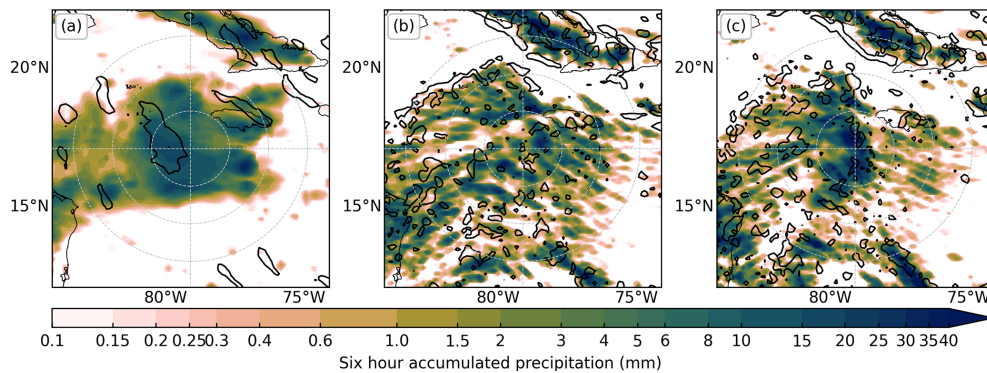 (a) (b) (c)
20°N 20°N 20°N
15°N 15°N 15°N
80°W 75°W 80°W 75°W 80°W 75°W
0.1 0.15 0.2 0.25 0.3 0.4 0.6 1.0 1.5 2 3 4 5 6 8 10 15 20 25 30 35 40
Six hour accumulated precipitation (mm)